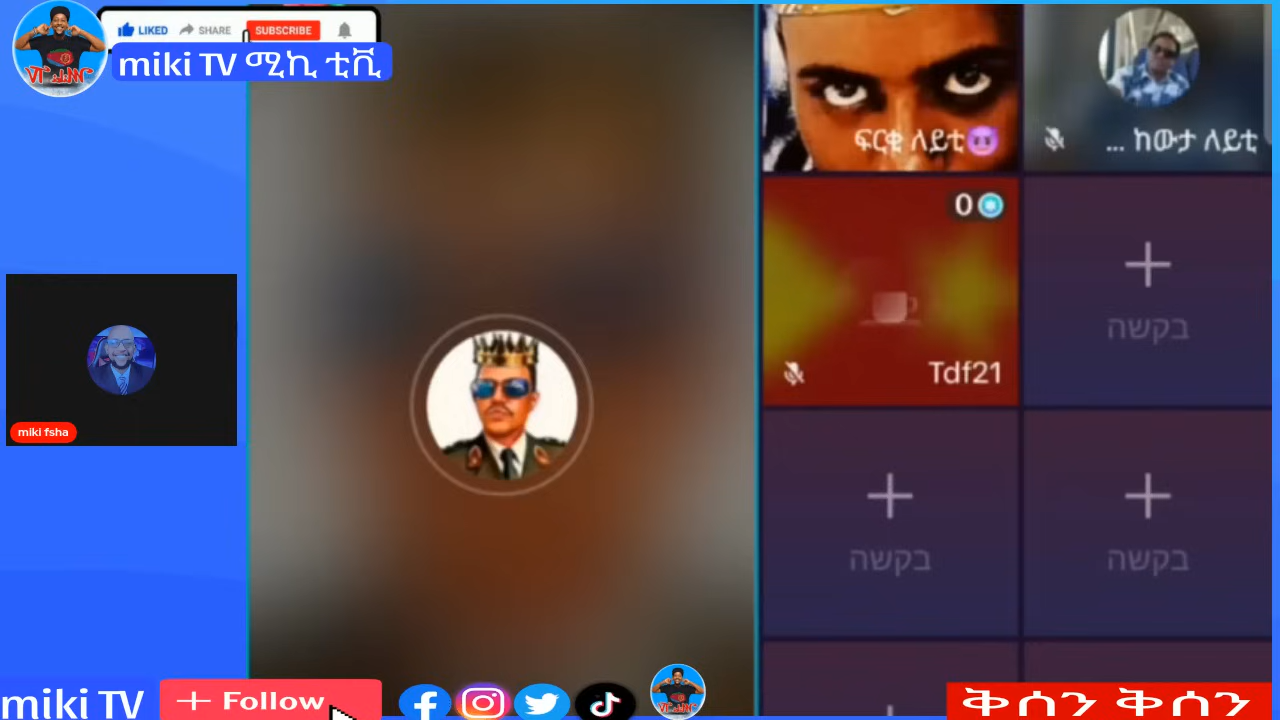 LIKED SHARE SUBSCRIBE
miki TV ሚኪ ቲቪ
ፍርቂ ለይቲ😈
... ከውታ ለይቲ
0
Tdf21
בקשה
בקשה
בקשה
miki fsha
miki TV
+ Follow
ቅሰን ቅሰን